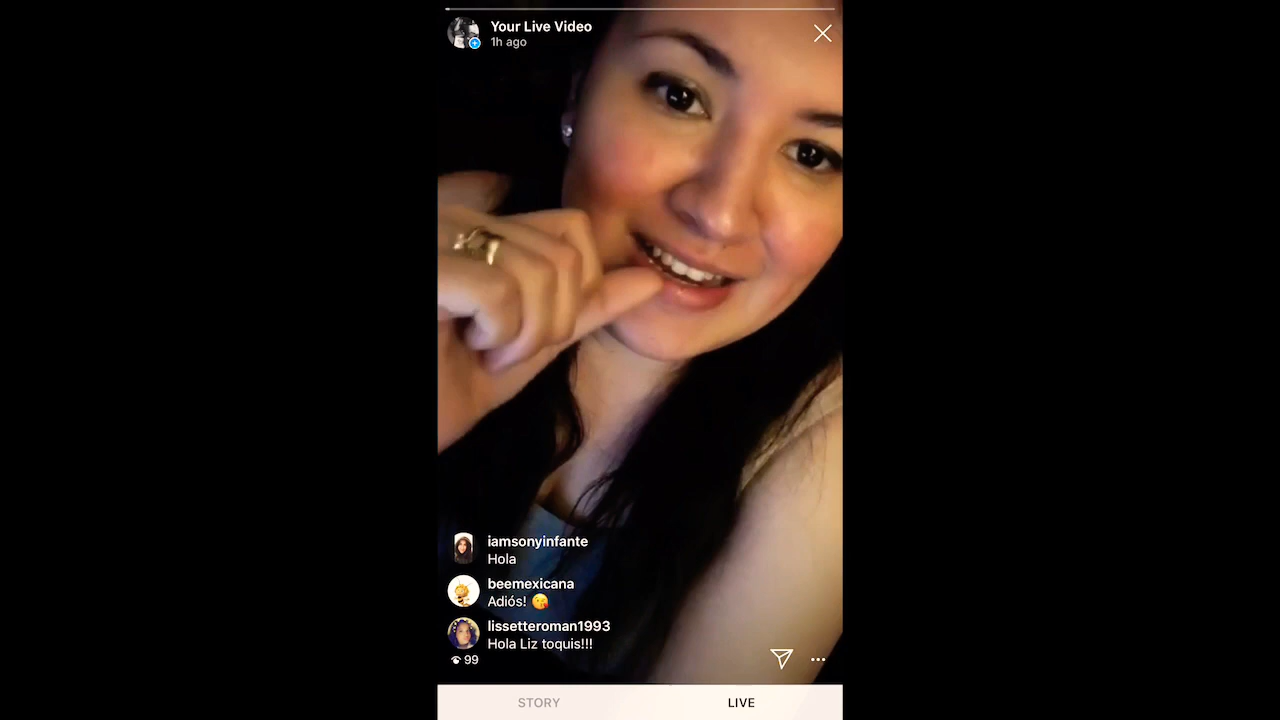 Your Live Video
1h ago
iamsonyinfante
Hola
beemexicana
Adiós! 😘
lissetteroman1993
Hola Liz toquis!!!
99
STORY
LIVE